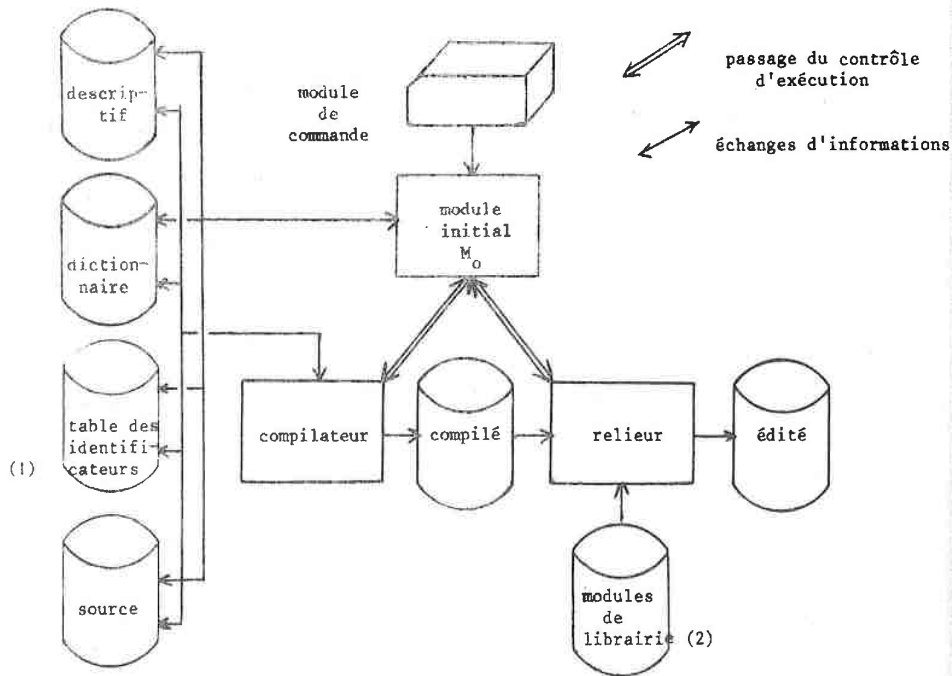 descrip-
tif
module
de
commande
passage du contrôle
d'exécution
échanges d'informations
module
initial
M
o
diction-
naire
table des
identifi-
cateurs
(1)
compilateur
compilé
relieur
édité
source
modules
de
librairie (2)